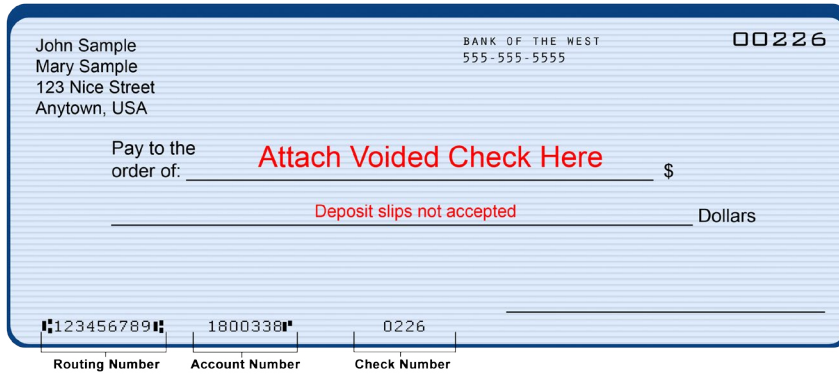 John Sample
Mary Sample
123 Nice Street
Anytown, USA
BANK OF THE WEST
555-555-5555
00226
Pay to the
order of:
Attach Voided Check Here
$
Deposit slips not accepted
Dollars
⑆123456789⑆ 1800338⑈ 0226
Routing Number Account Number Check Number